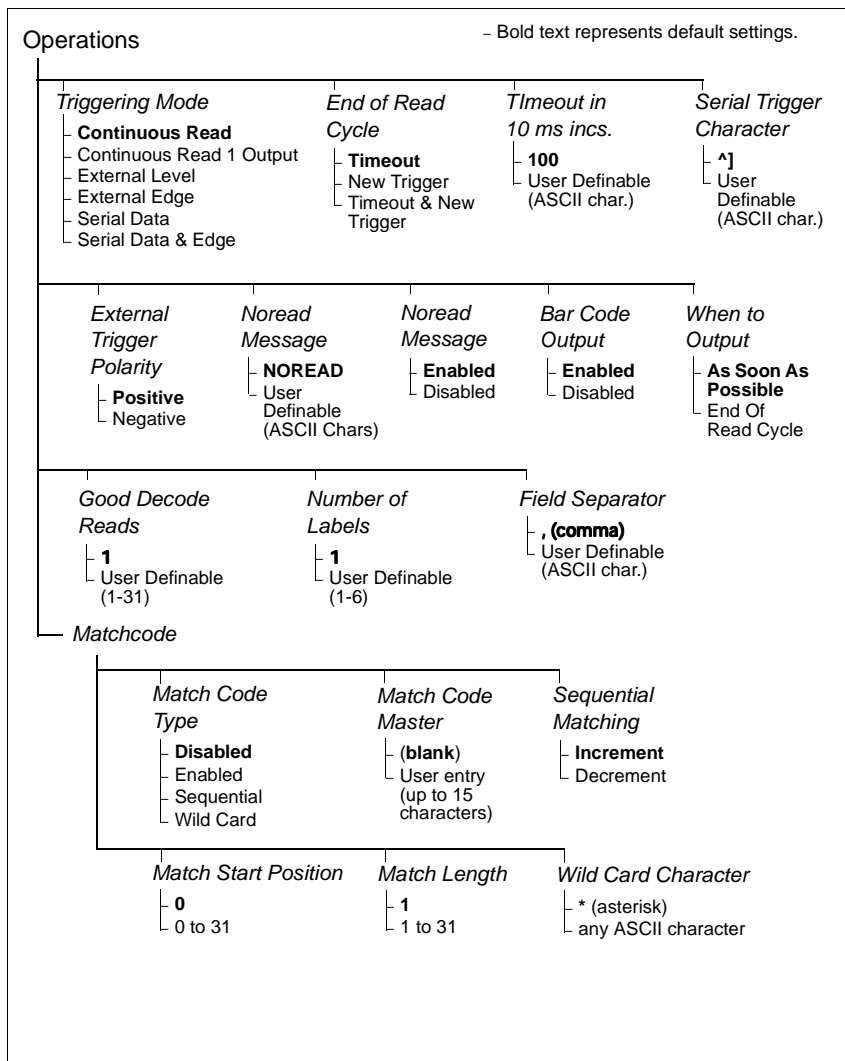 Operations
– Bold text represents default settings.
Triggering Mode
Continuous Read
Continuous Read 1 Output
External Level
External Edge
Serial Data
Serial Data & Edge
End of Read
Cycle
Timeout
New Trigger
Timeout & New
Trigger
TImeout in
10 ms incs.
100
User Definable
(ASCII char.)
Serial Trigger
Character
^]
User
Definable
(ASCII char.)
External
Trigger
Polarity
Positive
Negative
Noread
Message
NOREAD
User
Definable
(ASCII Chars)
Noread
Message
Enabled
Disabled
Bar Code
Output
Enabled
Disabled
When to
Output
As Soon As
Possible
End Of
Read Cycle
Good Decode
Reads
1
User Definable
(1-31)
Number of
Labels
1
User Definable
(1-6)
Field Separator
, (comma)
User Definable
(ASCII char.)
Matchcode
Match Code
Type
Disabled
Enabled
Sequential
Wild Card
Match Code
Master
(blank)
User entry
(up to 15
characters)
Sequential
Matching
Increment
Decrement
Match Start Position
0
0 to 31
Match Length
1
1 to 31
Wild Card Character
* (asterisk)
any ASCII character